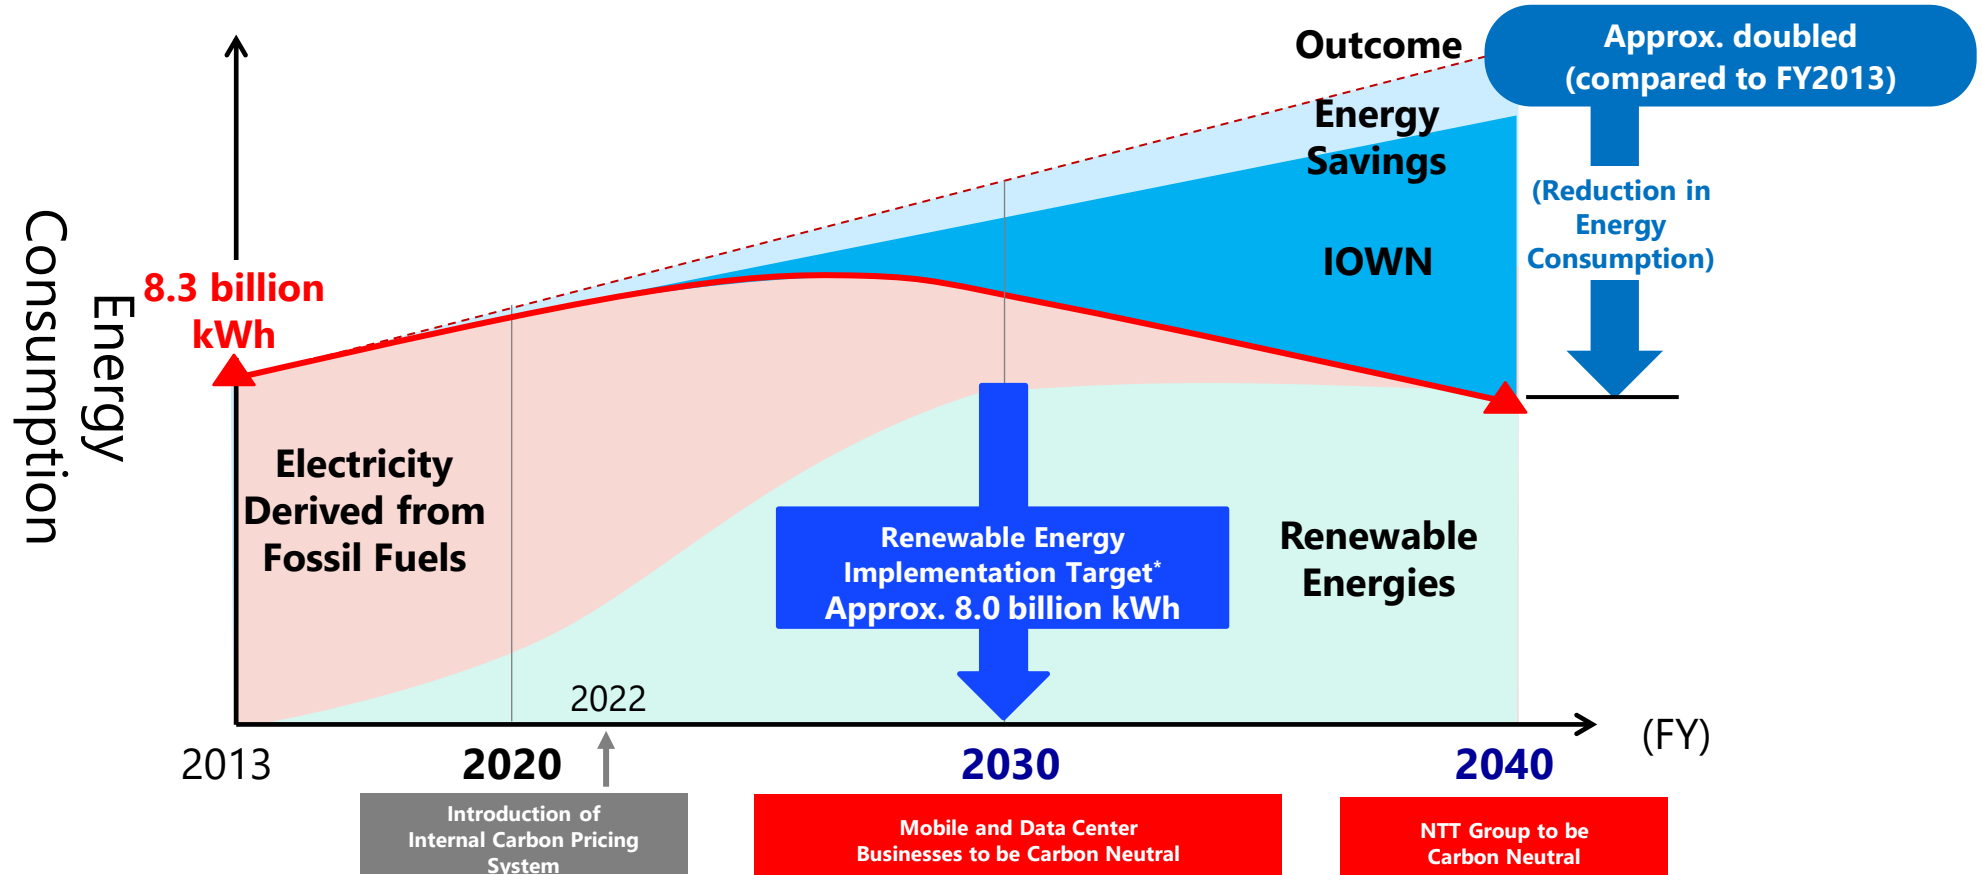 Outcome
Approx. doubled
(compared to FY2013)
Energy
Savings
(Reduction in
Energy
Consumption)
IOWN
Energy
Consumption
8.3 billion
kWh
Electricity
Derived from
Fossil Fuels
Renewable Energy
Implementation Target*
Approx. 8.0 billion kWh
Renewable
Energies
2022
(FY)
2013
2020
2030
2040
Introduction of
Internal Carbon Pricing
System
Mobile and Data Center
Businesses to be Carbon Neutral
NTT Group to be
Carbon Neutral